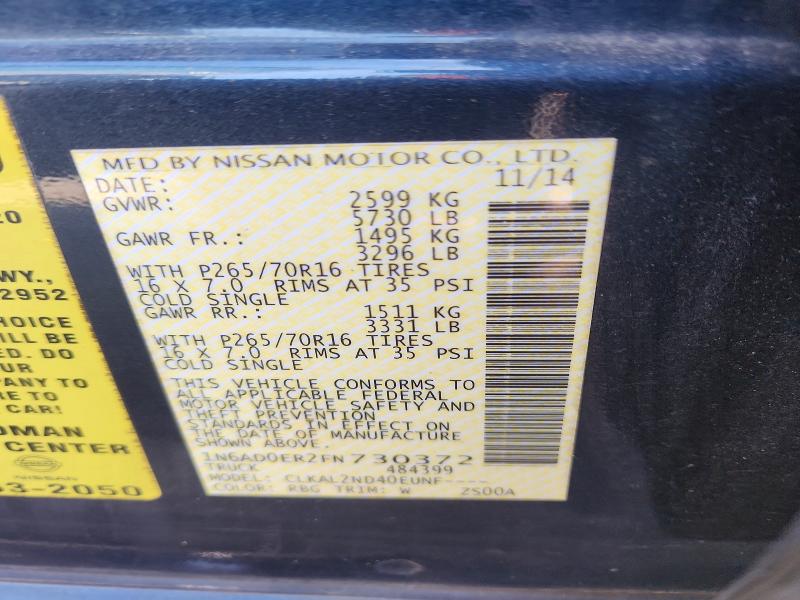 MFD BY NISSAN MOTOR CO., LTD.
DATE: 11/14
GVWR: 2599 KG
5730 LB
GAWR FR.: 1495 KG
3296 LB
WITH P265/70R16 TIRES
16 X 7.0 RIMS AT 35 PSI
COLD SINGLE
GAWR RR.: 1511 KG
3331 LB
WITH P265/70R16 TIRES
16 X 7.0 RIMS AT 35 PSI
COLD SINGLE
THIS VEHICLE CONFORMS TO
ALL APPLICABLE FEDERAL
MOTOR VEHICLE SAFETY AND
THEFT PREVENTION
STANDARDS IN EFFECT ON
THE DATE OF MANUFACTURE
SHOWN ABOVE.
1N6AD0ER2FN730372
TRUCK 484399
MODEL: CLKAL2ND40EUNF----
COLOR: RBG TRIM: W ZS00A
20
WY.,
2952
HOICE
ILL BE
ED. DO
OUR
PANY TO
RE TO
CAR!
DMAN
CENTER
NISSAN
3-2050